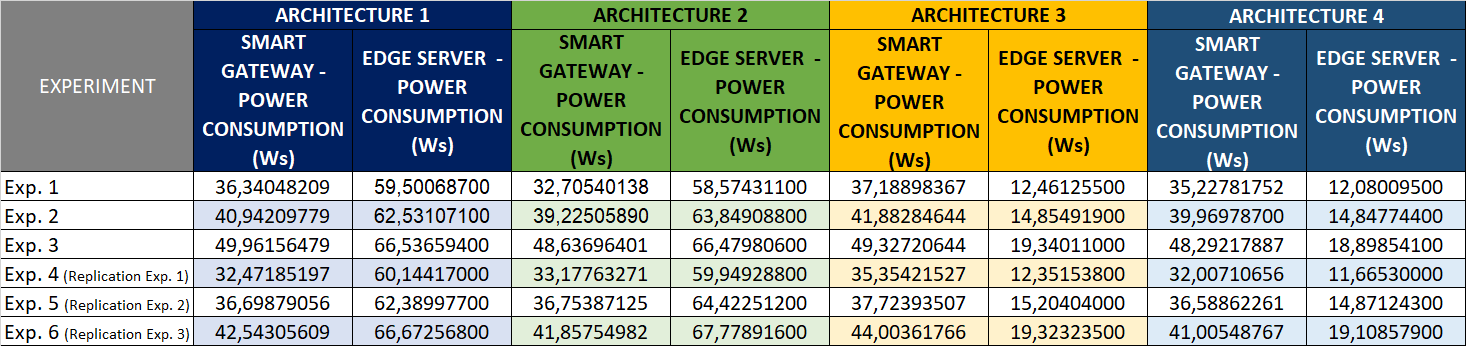 ARCHITECTURE 1 ARCHITECTURE 2 ARCHITECTURE 3 ARCHITECTURE 4
EXPERIMENT
SMART
GATEWAY -
POWER
CONSUMPTION
(Ws)
EDGE SERVER -
POWER
CONSUMPTION
(Ws)
SMART
GATEWAY -
POWER
CONSUMPTION
(Ws)
EDGE SERVER -
POWER
CONSUMPTION
(Ws)
SMART
GATEWAY -
POWER
CONSUMPTION
(Ws)
EDGE SERVER -
POWER
CONSUMPTION
(Ws)
SMART
GATEWAY -
POWER
CONSUMPTION
(Ws)
EDGE SERVER -
POWER
CONSUMPTION
(Ws)
Exp. 1 36,34048209 59,50068700 32,70540138 58,57431100 37,18898367 12,46125500 35,22781752 12,08009500
Exp. 2 40,94209779 62,53107100 39,22505890 63,84908800 41,88284644 14,85491900 39,96978700 14,84774400
Exp. 3 49,96156479 66,53659400 48,63696401 66,47980600 49,32720644 19,34011000 48,29217887 18,89854100
Exp. 4 (Replication Exp. 1) 32,47185197 60,14417000 33,17763271 59,94928800 35,35421527 12,35153800 32,00710656 11,66530000
Exp. 5 (Replication Exp. 2) 36,69879056 62,38997700 36,75387125 64,42251200 37,72393507 15,20404000 36,58862261 14,87124300
Exp. 6 (Replication Exp. 3) 42,54305609 66,67256800 41,85754982 67,77891600 44,00361766 19,32323500 41,00548767 19,10857900